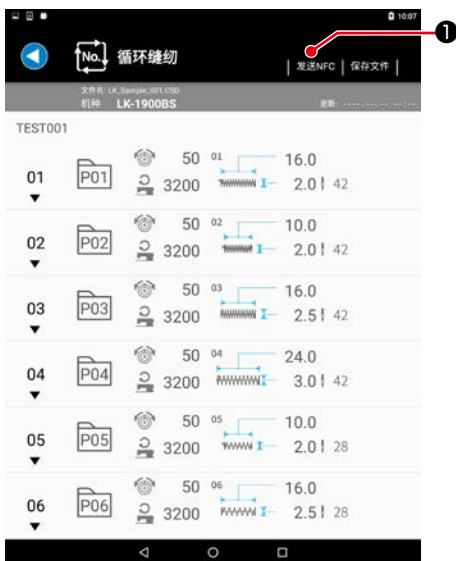 10:07
❶
No. 循环缝纫
发送NFC | 保存文件 |
文件名: LK_Sample_001.CSD
机种 LK-1900BS
更新: ----.--.-- --:--
TEST001
01 P01 50 01 16.0
3200 2.0 42
02 P02 50 02 10.0
3200 2.0 42
03 P03 50 03 16.0
3200 2.5 42
04 P04 50 04 24.0
3200 3.0 42
05 P05 50 05 10.0
3200 2.0 28
06 P06 50 06 16.0
3200 2.5 28